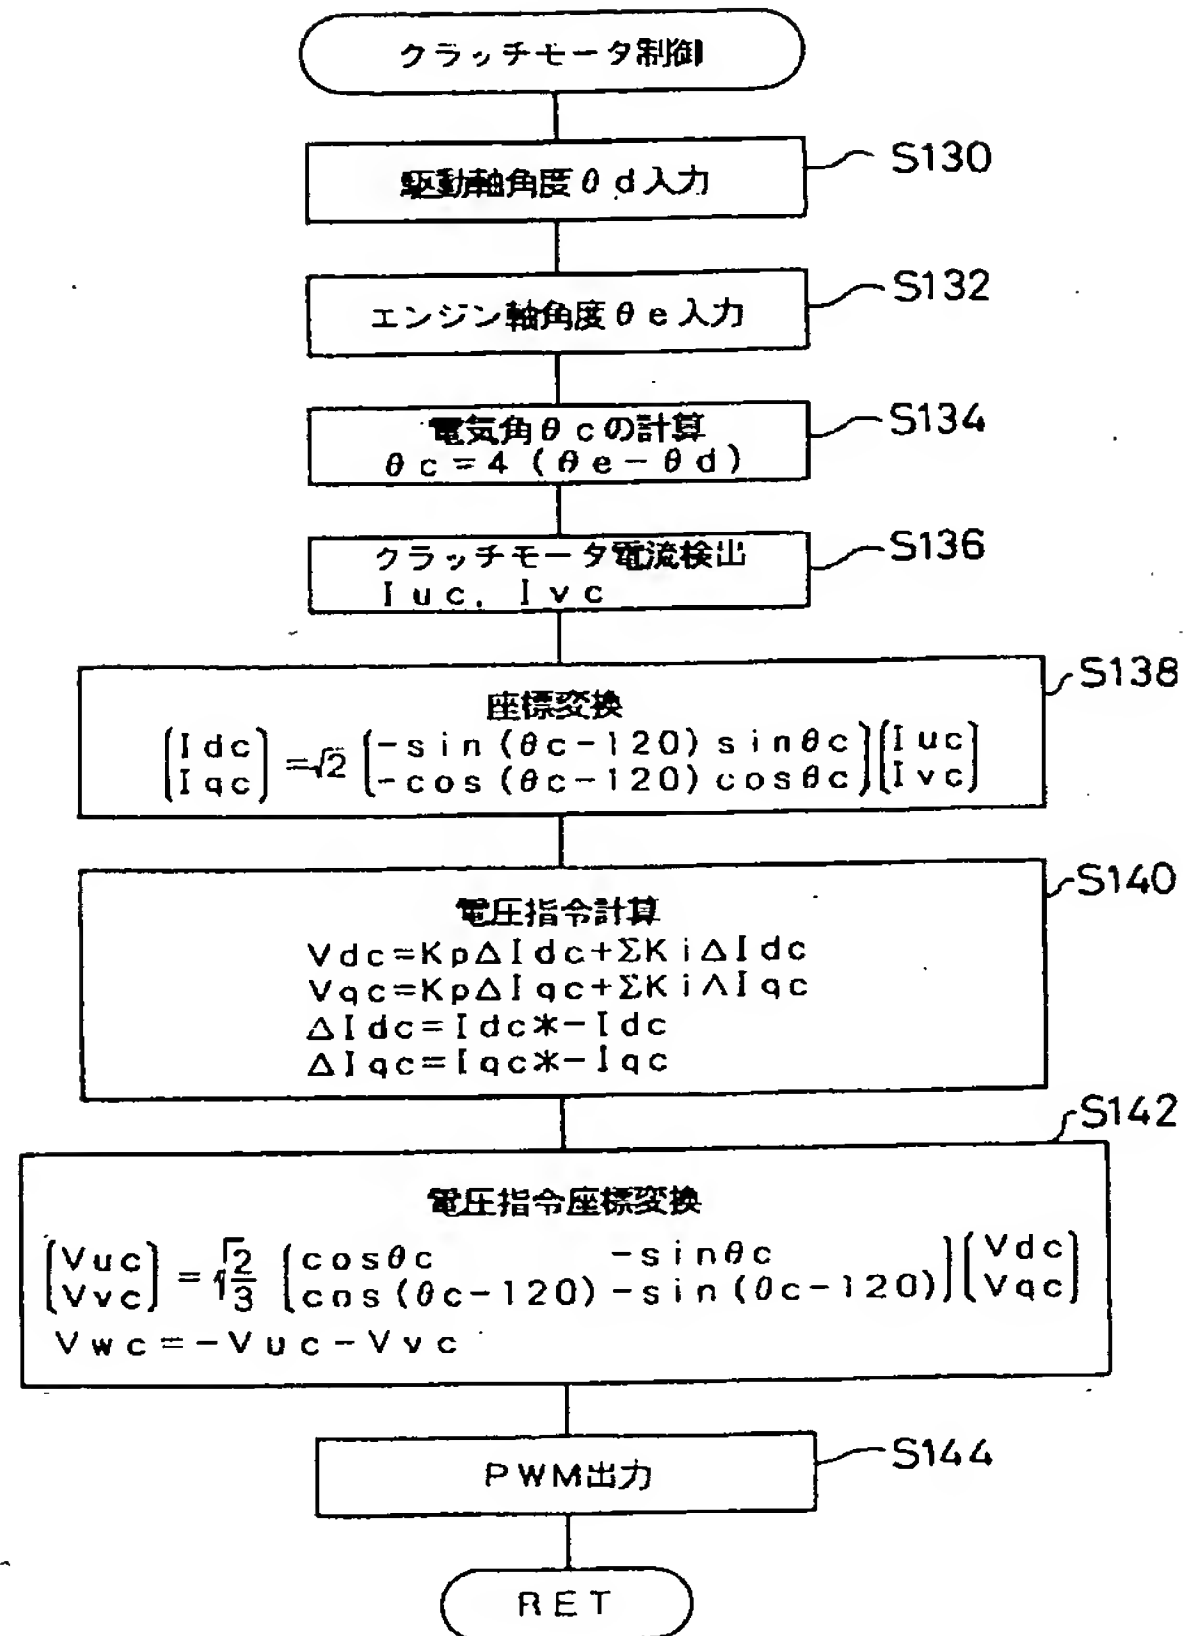 クラッチモータ制御
駆動軸角度θd入力
S130
エンジン軸角度θe入力
S132
電気角θcの計算
θc=4(θe-θd)
S134
クラッチモータ電流検出
Iuc, Ivc
S136
座標変換
S138
[Idc] =√2 [-sin(θc-120) sinθc][Iuc]
[Iqc] [-cos(θc-120) cosθc][Ivc]
電圧指令計算
S140
Vdc=KpΔIdc+ΣKiΔIdc
Vqc=KpΔIqc+ΣKiΛIqc
ΔIdc=Idc*-Idc
ΔIqc=Iqc*-Iqc
S142
電圧指令座標変換
[Vuc] =√2/3 [cosθc -sinθc][Vdc]
[Vvc] [cos(θc-120) -sin(θc-120)][Vqc]
Vwc=-Vuc-Vvc
PWM出力
S144
RET